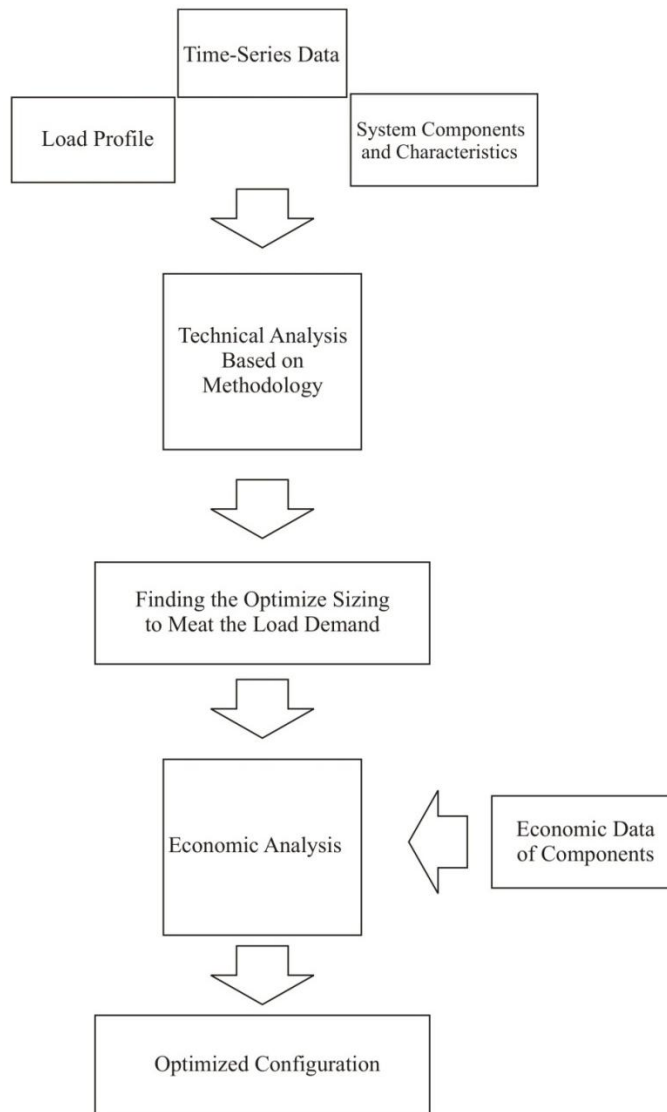 Time-Series Data
Load Profile
System Components
and Characteristics
Technical Analysis
Based on
Methodology
Finding the Optimize Sizing
to Meat the Load Demand
Economic Analysis
Economic Data
of Components
Optimized Configuration